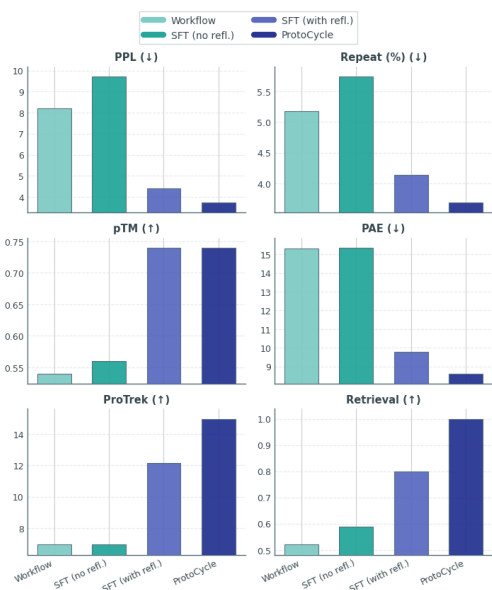 Workflow
SFT (with refl.)
SFT (no refl.)
ProtoCycle
PPL (↓)
10
9
8
7
6
5
4
Repeat (%) (↓)
5.5
5.0
4.5
4.0
pTM (↑)
0.75
0.70
0.65
0.60
0.55
PAE (↓)
15
14
13
12
11
10
9
ProTrek (↑)
14
12
10
8
Workflow
SFT (no refl.)
SFT (with refl.)
ProtoCycle
Retrieval (↑)
1.0
0.9
0.8
0.7
0.6
0.5
Workflow
SFT (no refl.)
SFT (with refl.)
ProtoCycle